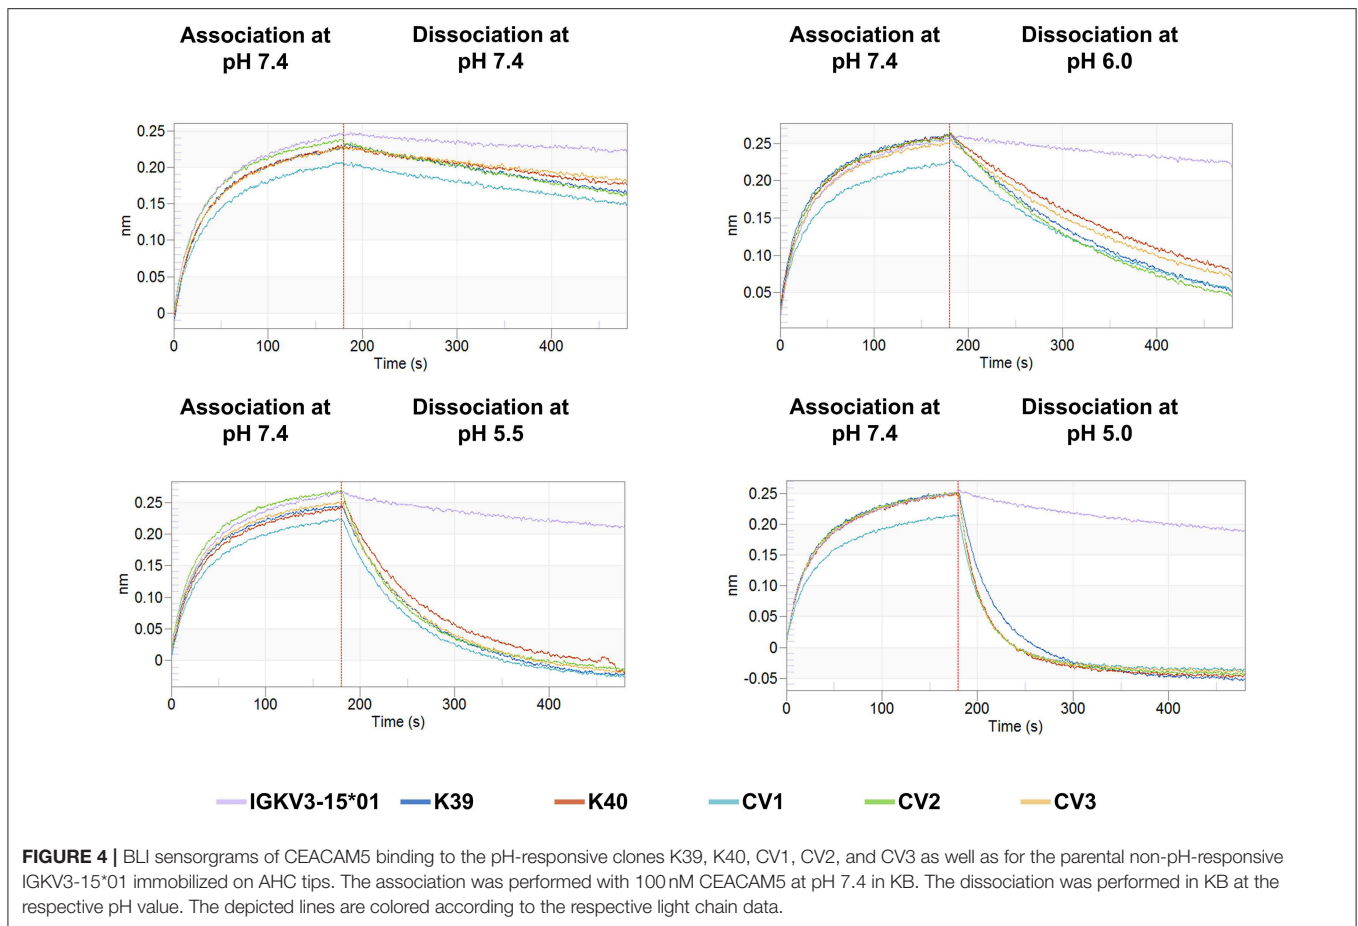 Association at
pH 7.4
Dissociation at
pH 7.4
0.25
0.20
0.15
0.10
0.05
0
nm
0 100 200 300 400
Time (s)
Association at
pH 7.4
Dissociation at
pH 6.0
0.25
0.20
0.15
0.10
0.05
nm
0 100 200 300 400
Time (s)
Association at
pH 7.4
Dissociation at
pH 5.5
0.25
0.20
0.15
0.10
0.05
0
nm
0 100 200 300 400
Time (s)
Association at
pH 7.4
Dissociation at
pH 5.0
0.25
0.20
0.15
0.10
0.05
0
-0.05
nm
0 100 200 300 400
Time (s)
IGKV3-15*01 K39 K40 CV1 CV2 CV3
FIGURE 4 | BLI sensorgrams of CEACAM5 binding to the pH-responsive clones K39, K40, CV1, CV2, and CV3 as well as for the parental non-pH-responsive
IGKV3-15*01 immobilized on AHC tips. The association was performed with 100 nM CEACAM5 at pH 7.4 in KB. The dissociation was performed in KB at the
respective pH value. The depicted lines are colored according to the respective light chain data.